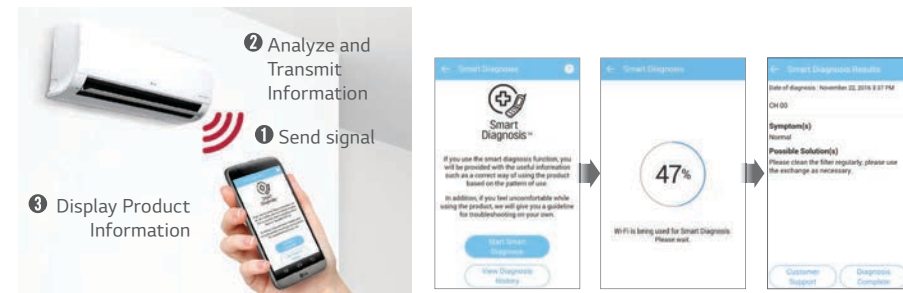 ❷ Analyze and
Transmit
Information
❶ Send signal
❸ Display Product
Information
Smart
Diagnosis
Smart Diagnosis
Smart
Diagnosis™
If you use the smart diagnosis function, you
will be provided with the useful information
such as a correct way of using the product
based on the pattern of use
In addition, if you feel uncomfortable while
using the product, we will give you a guideline
for troubleshooting on your own.
Start Smart
Diagnosis
View Diagnosis
History
Smart Diagnosis
47%
Wi-Fi is being used for Smart Diagnosis
Please wait.
Smart Diagnosis Results
Date of diagnosis : November 22, 2016 3:37 PM
CH 00
Symptom(s)
Normal
Possible Solution(s)
Please clean the filter regularly, please use
the exchange as necessary.
Customer
Support
Diagnosis
Complete